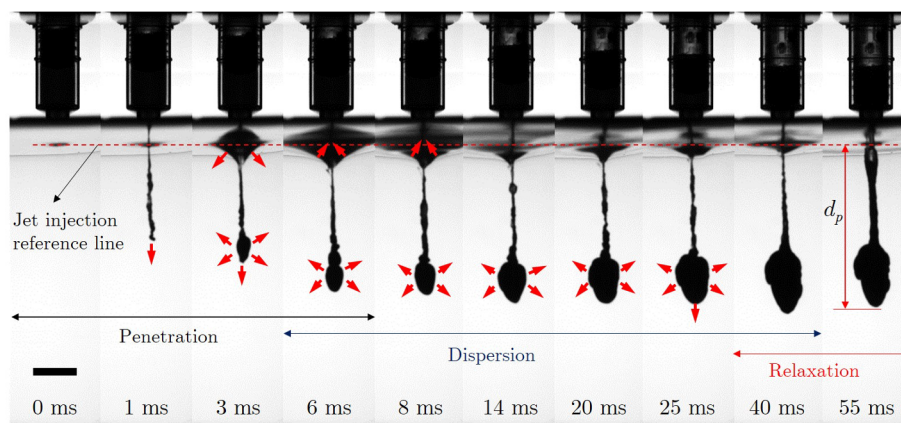 Jet injection
reference line
d_p
Penetration
Dispersion
Relaxation
0 ms
1 ms
3 ms
6 ms
8 ms
14 ms
20 ms
25 ms
40 ms
55 ms